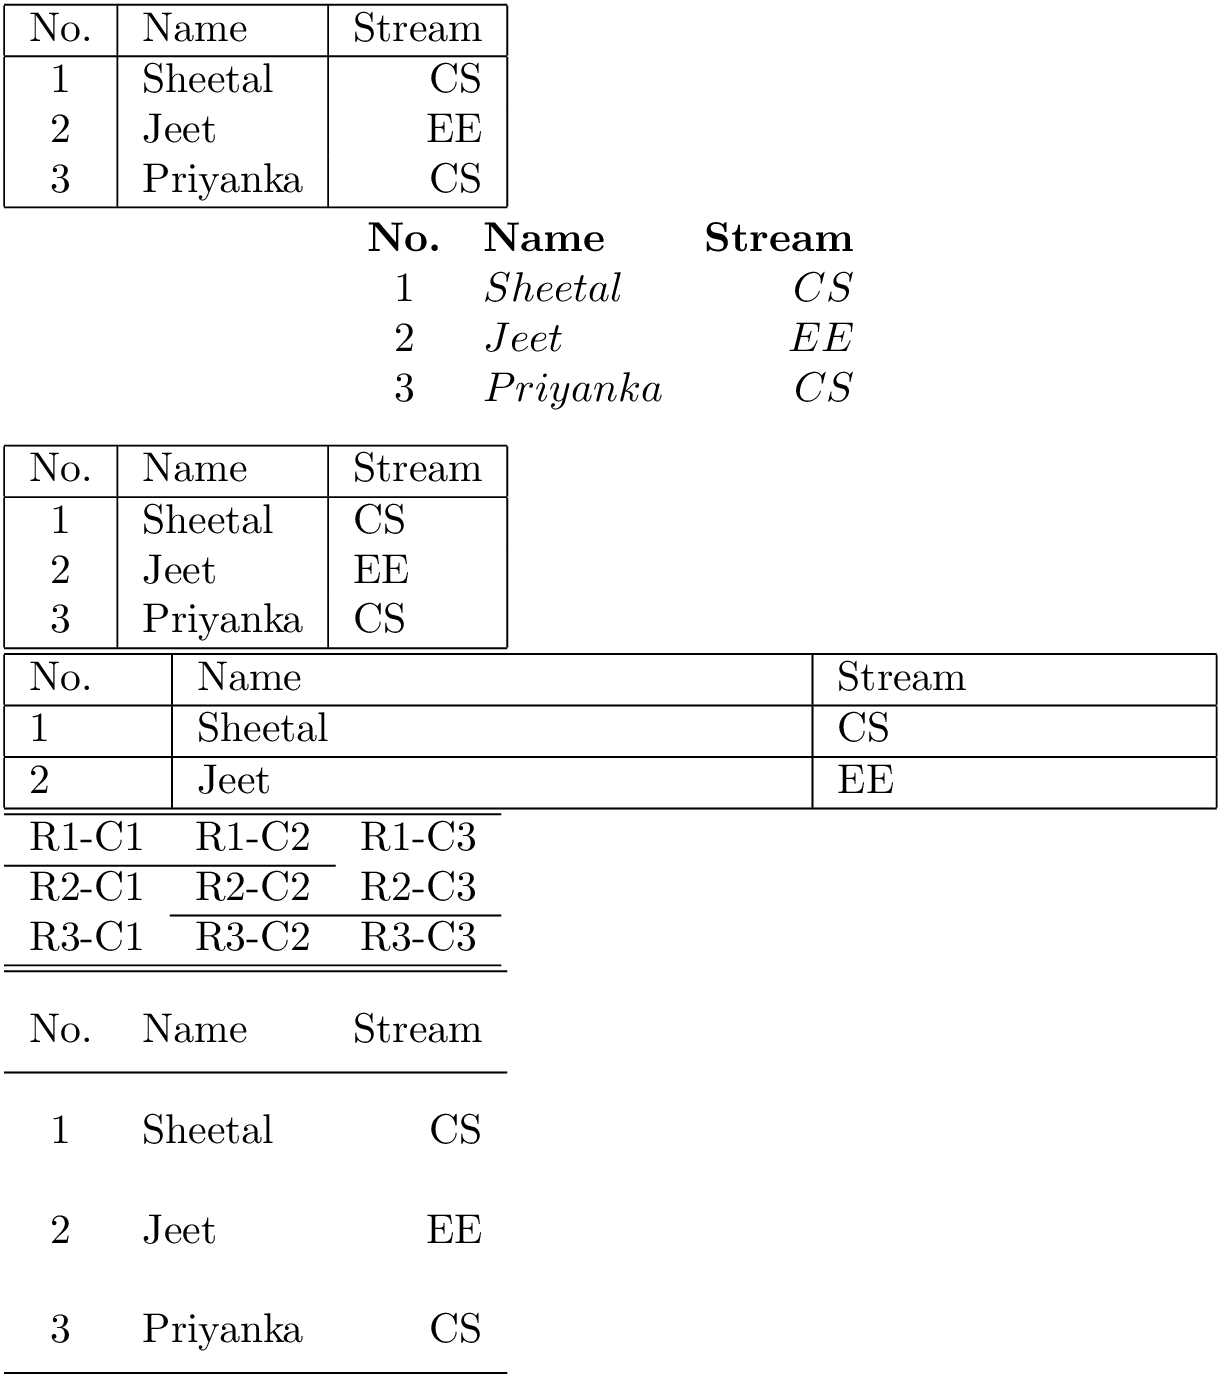 No. Name Stream
1 Sheetal CS
2 Jeet EE
3 Priyanka CS
No. Name Stream
1 Sheetal CS
2 Jeet EE
3 Priyanka CS
No. Name Stream
1 Sheetal CS
2 Jeet EE
3 Priyanka CS
No. Name Stream
1 Sheetal CS
2 Jeet EE
R1-C1 R1-C2 R1-C3
R2-C1 R2-C2 R2-C3
R3-C1 R3-C2 R3-C3
No. Name Stream
1 Sheetal CS
2 Jeet EE
3 Priyanka CS